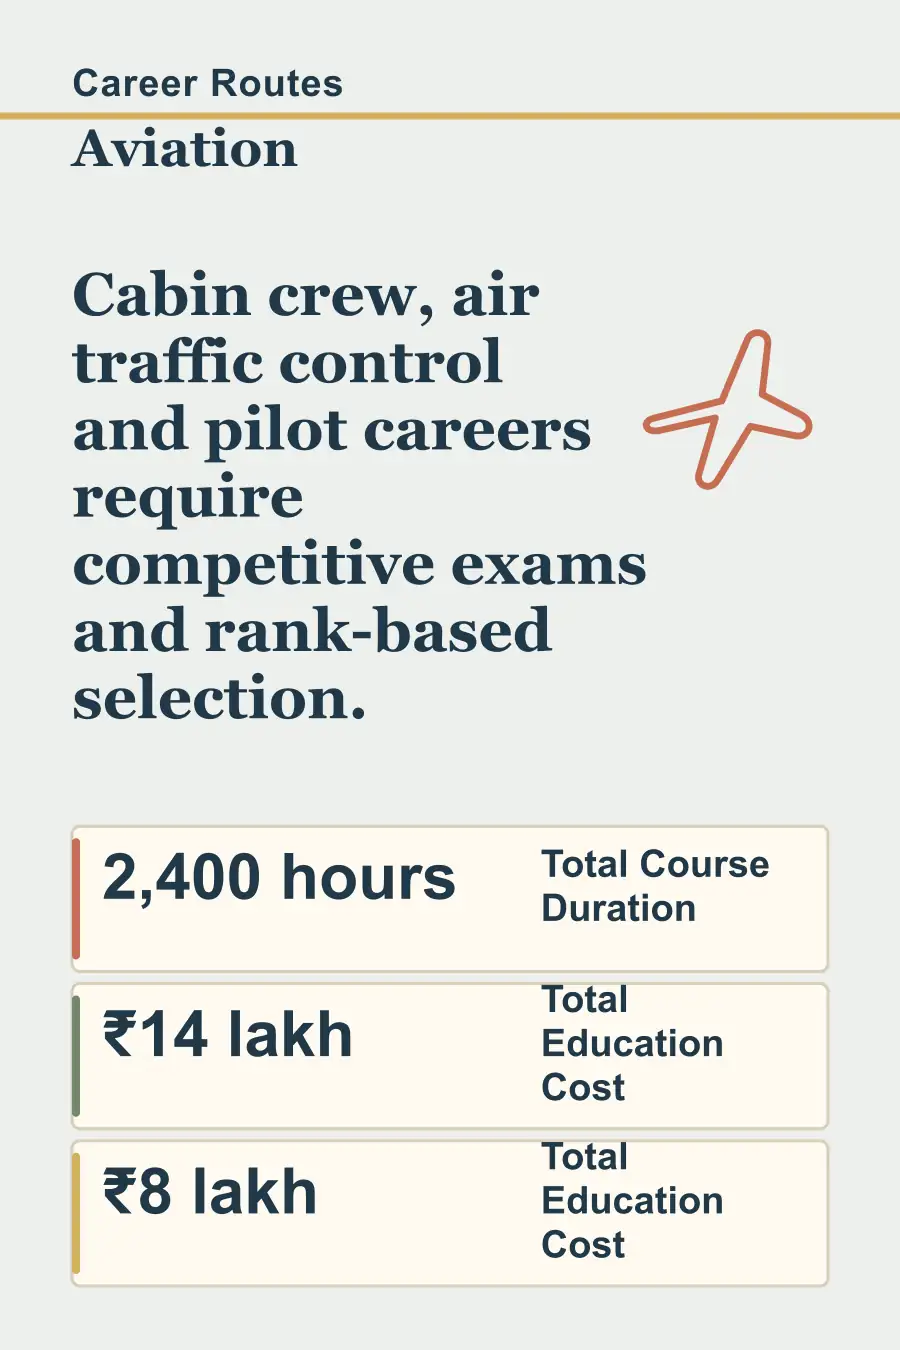 Career Routes
Aviation
Cabin crew, air
traffic control
and pilot careers
require
competitive exams
and rank-based
selection.
2,400 hours
Total Course
Duration
₹14 lakh
Total
Education
Cost
₹8 lakh
Total
Education
Cost